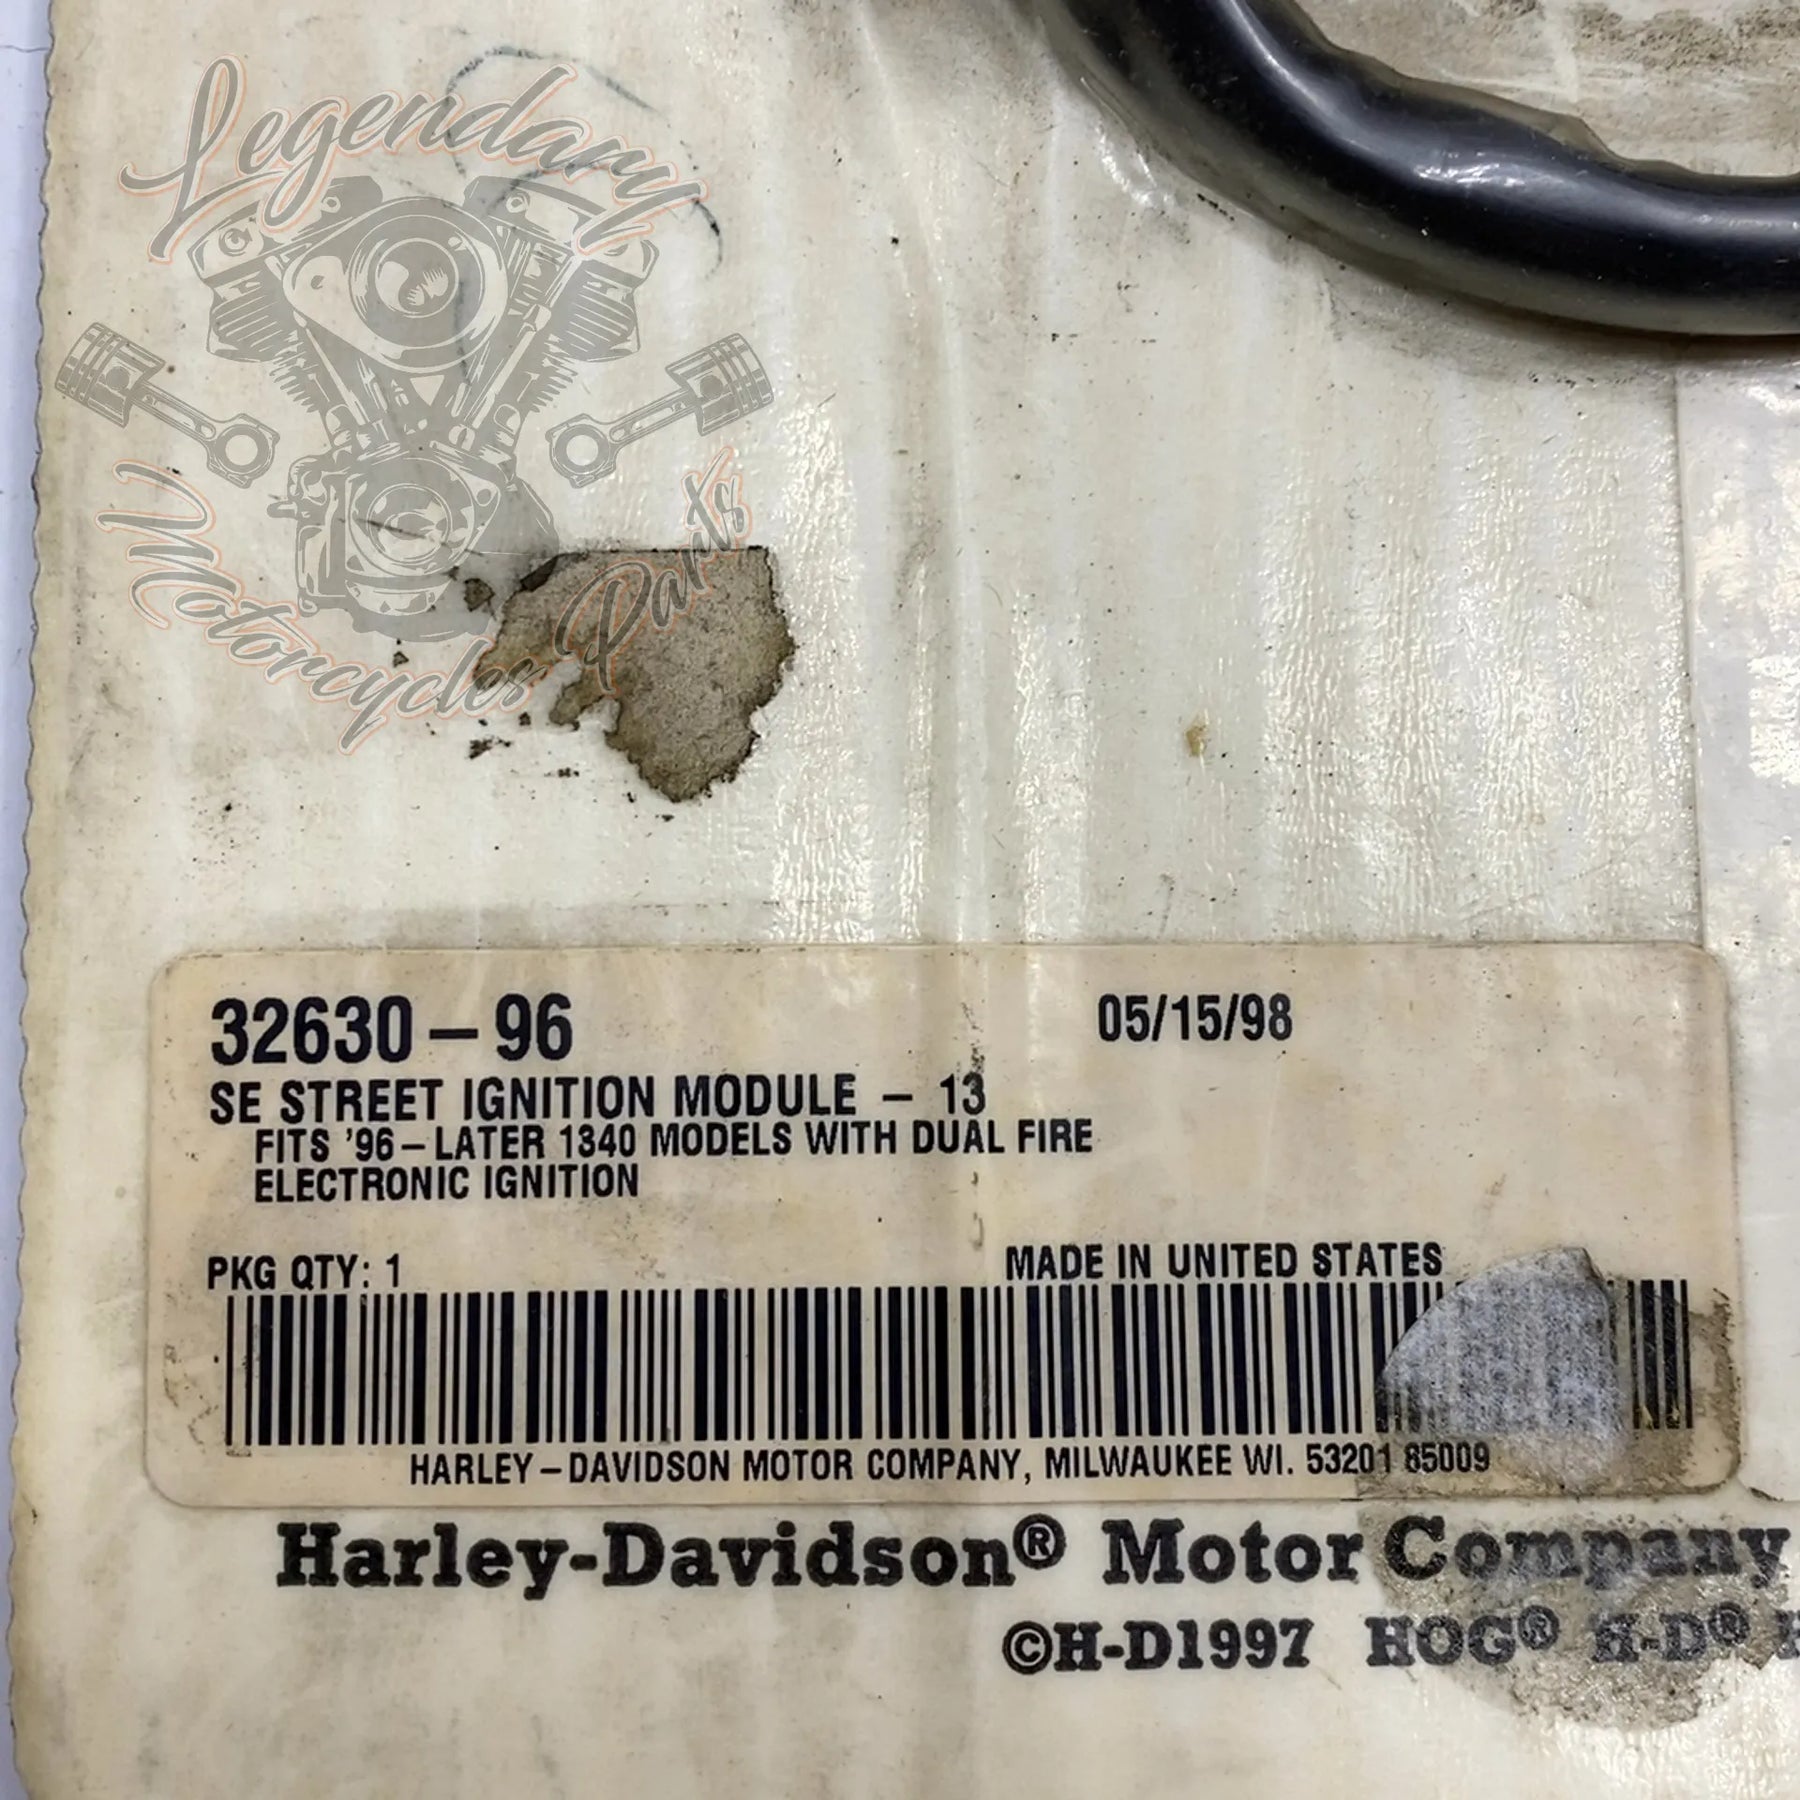 Legendary
Motorcycles Parts
32630-96
05/15/98
SE STREET IGNITION MODULE - 13
FITS '96-LATER 1340 MODELS WITH DUAL FIRE
ELECTRONIC IGNITION
PKG QTY: 1
MADE IN UNITED STATES
HARLEY-DAVIDSON MOTOR COMPANY, MILWAUKEE WI. 53201 85009
Harley-Davidson® Motor Company
©H-D1997 HOG® H-D®